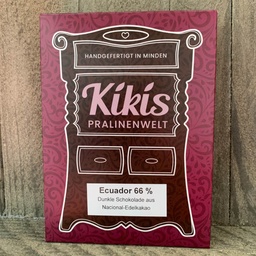 HANDGEFERTIGT IN MINDEN
Kikis
PRALINENWELT
Ecuador 66 %
Dunkle Schokolade aus
Nacional-Edelkakao